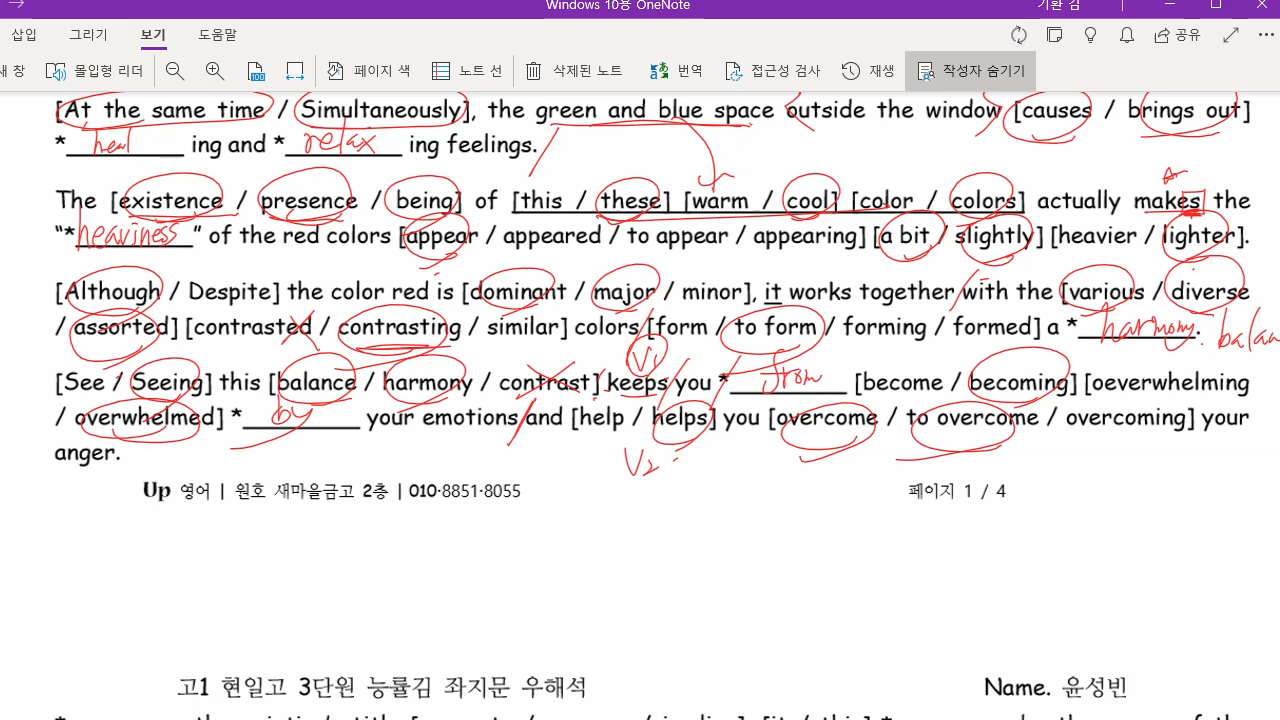 Windows 10용 OneNote
기환 김
삽입 그리기 보기 도움말 공유
새 창 몰입형 리더 페이지 색 노트 선 삭제된 노트 번역 접근성 검사 재생 작성자 숨기기
[At the same time / Simultaneously], the green and blue space outside the window [causes / brings out]
*heal ing and *relax ing feelings.
The [existence / presence / being] of [this / these] [warm / cool] [color / colors] actually makes the
"*heaviness" of the red colors [appear / appeared / to appear / appearing] [a bit / slightly] [heavier / lighter].
[Although / Despite] the color red is [dominant / major / minor], it works together with the [various / diverse
/ assorted] [contrasted / contrasting / similar] colors [form / to form / forming / formed] a *harmony.
V1
[See / Seeing] this [balance / harmony / contrast] keeps you *from [become / becoming] [oeverwhelming
/ overwhelmed] *by your emotions and [help / helps] you [overcome / to overcome / overcoming] your
V2
anger.
Up 영어 | 원호 새마을금고 2층 | 010·8851·8055 페이지 1 / 4
고1 현일고 3단원 능률김 좌지문 우해석 Name. 윤성빈